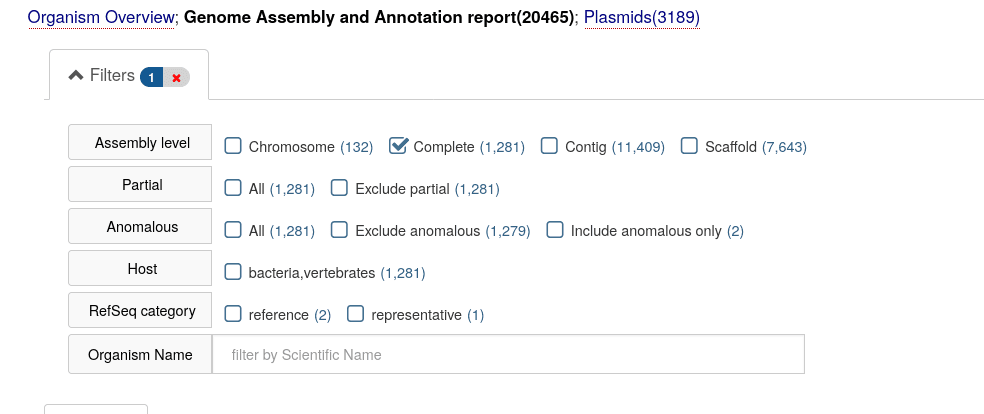 Organism Overview; Genome Assembly and Annotation report(20465); Plasmids(3189)
Filters 1
Assembly level Chromosome (132) Complete (1,281) Contig (11,409) Scaffold (7,643)
Partial All (1,281) Exclude partial (1,281)
Anomalous All (1,281) Exclude anomalous (1,279) Include anomalous only (2)
Host bacteria,vertebrates (1,281)
RefSeq category reference (2) representative (1)
Organism Name filter by Scientific Name